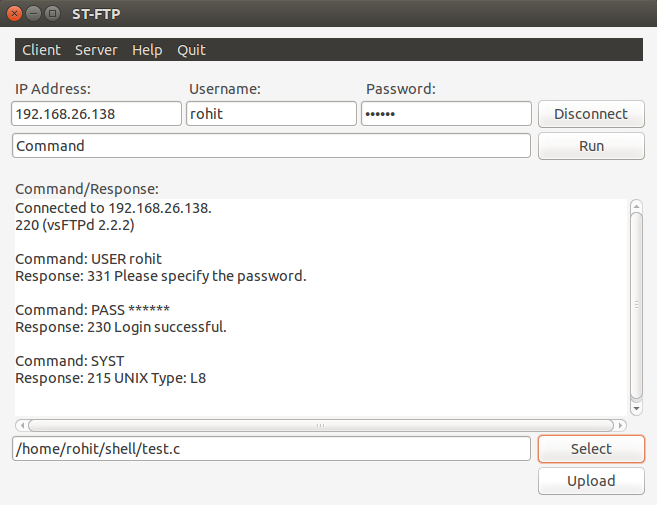 ST-FTP
Client Server Help Quit
IP Address: Username: Password:
192.168.26.138 rohit •••••• Disconnect
Command Run
Command/Response:
Connected to 192.168.26.138.
220 (vsFTPd 2.2.2)
Command: USER rohit
Response: 331 Please specify the password.
Command: PASS ******
Response: 230 Login successful.
Command: SYST
Response: 215 UNIX Type: L8
/home/rohit/shell/test.c Select
Upload